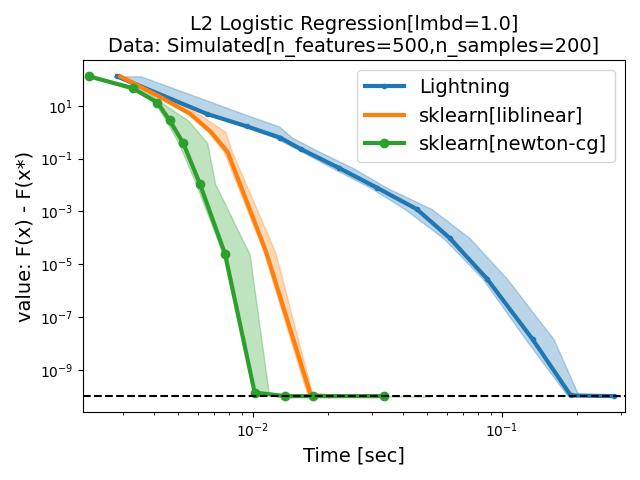 L2 Logistic Regression[lmbd=1.0]
Data: Simulated[n_features=500,n_samples=200]
value: F(x) - F(x*)
10¹
10⁻¹
10⁻³
10⁻⁵
10⁻⁷
10⁻⁹
Lightning
sklearn[liblinear]
sklearn[newton-cg]
10⁻² 10⁻¹
Time [sec]